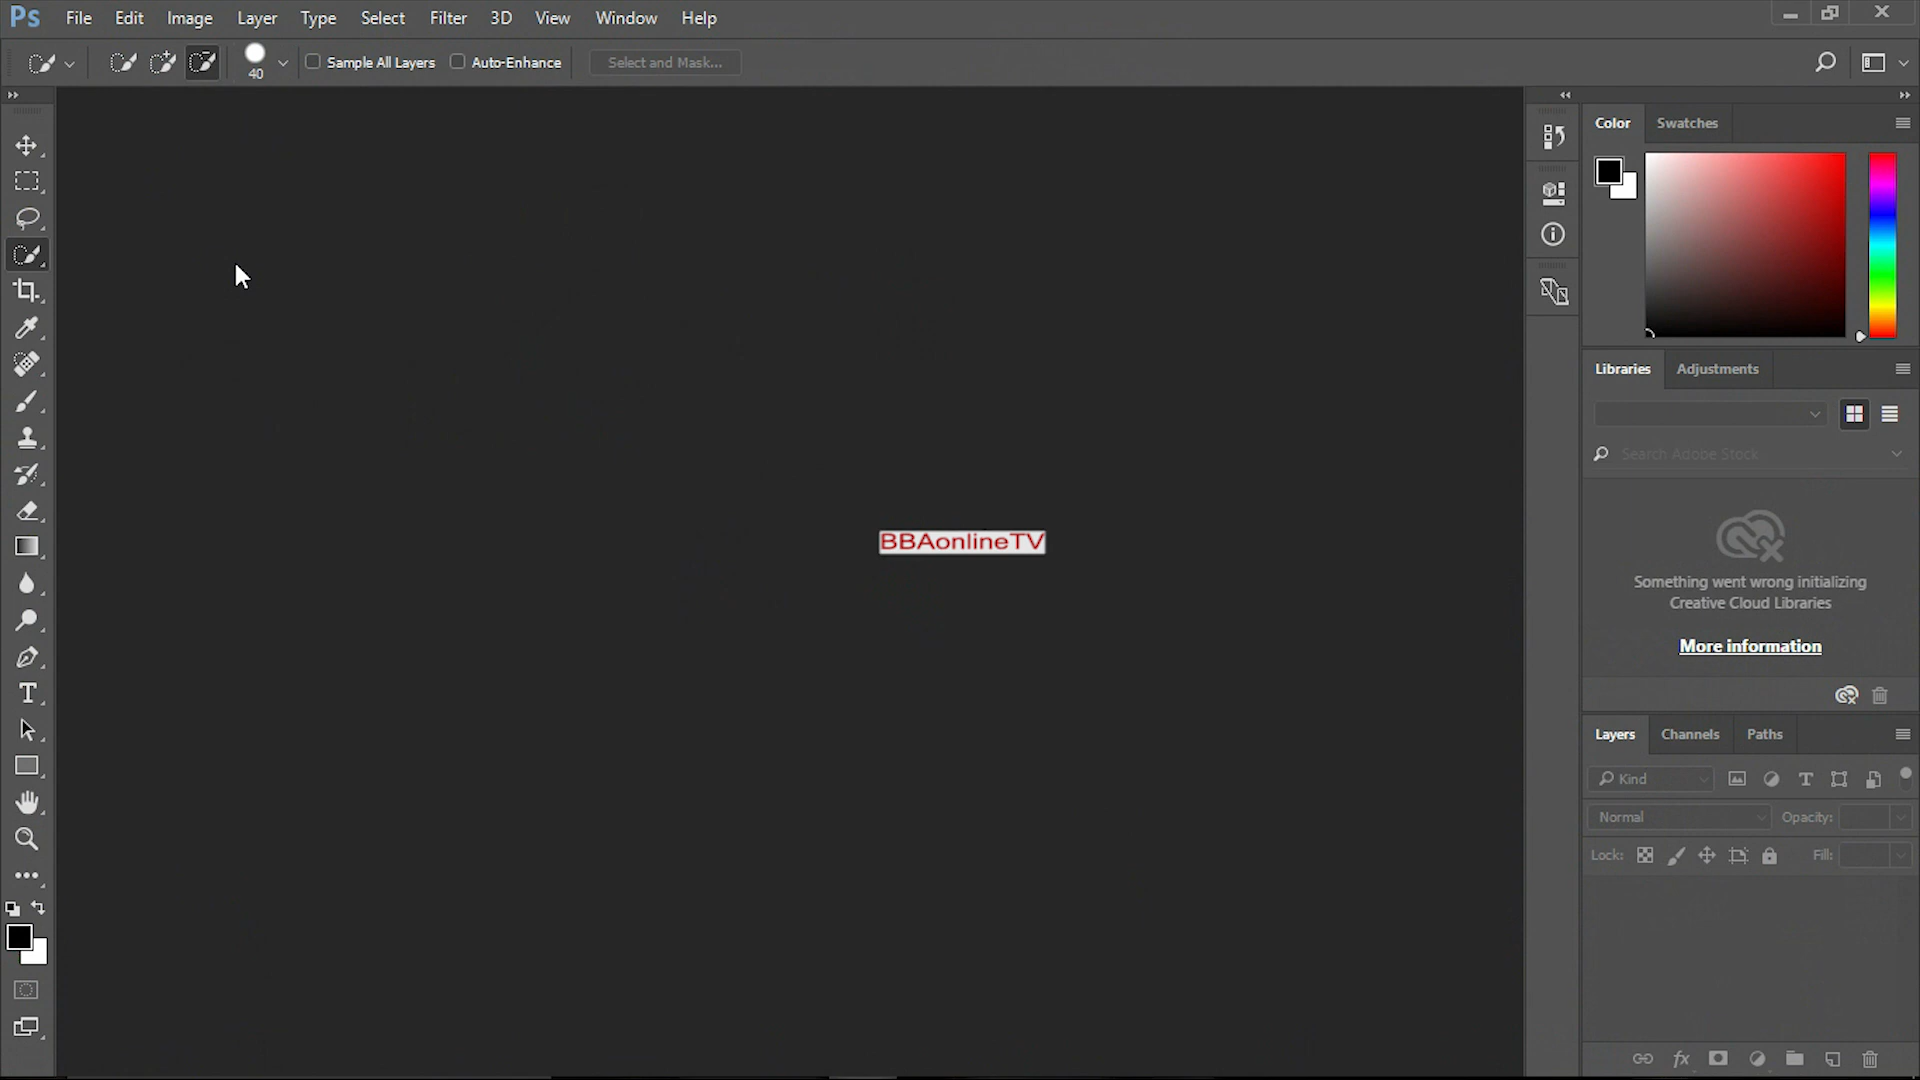 Ps File Edit Image Layer Type Select Filter 3D View Window Help
40 Sample All Layers Auto-Enhance Select and Mask...
Color Swatches
Libraries Adjustments
Search Adobe Stock
BBAonlineTV
Something went wrong initializing
Creative Cloud Libraries
More information
T
Layers Channels Paths
Kind T
Normal Opacity:
Lock: Fill:
fx